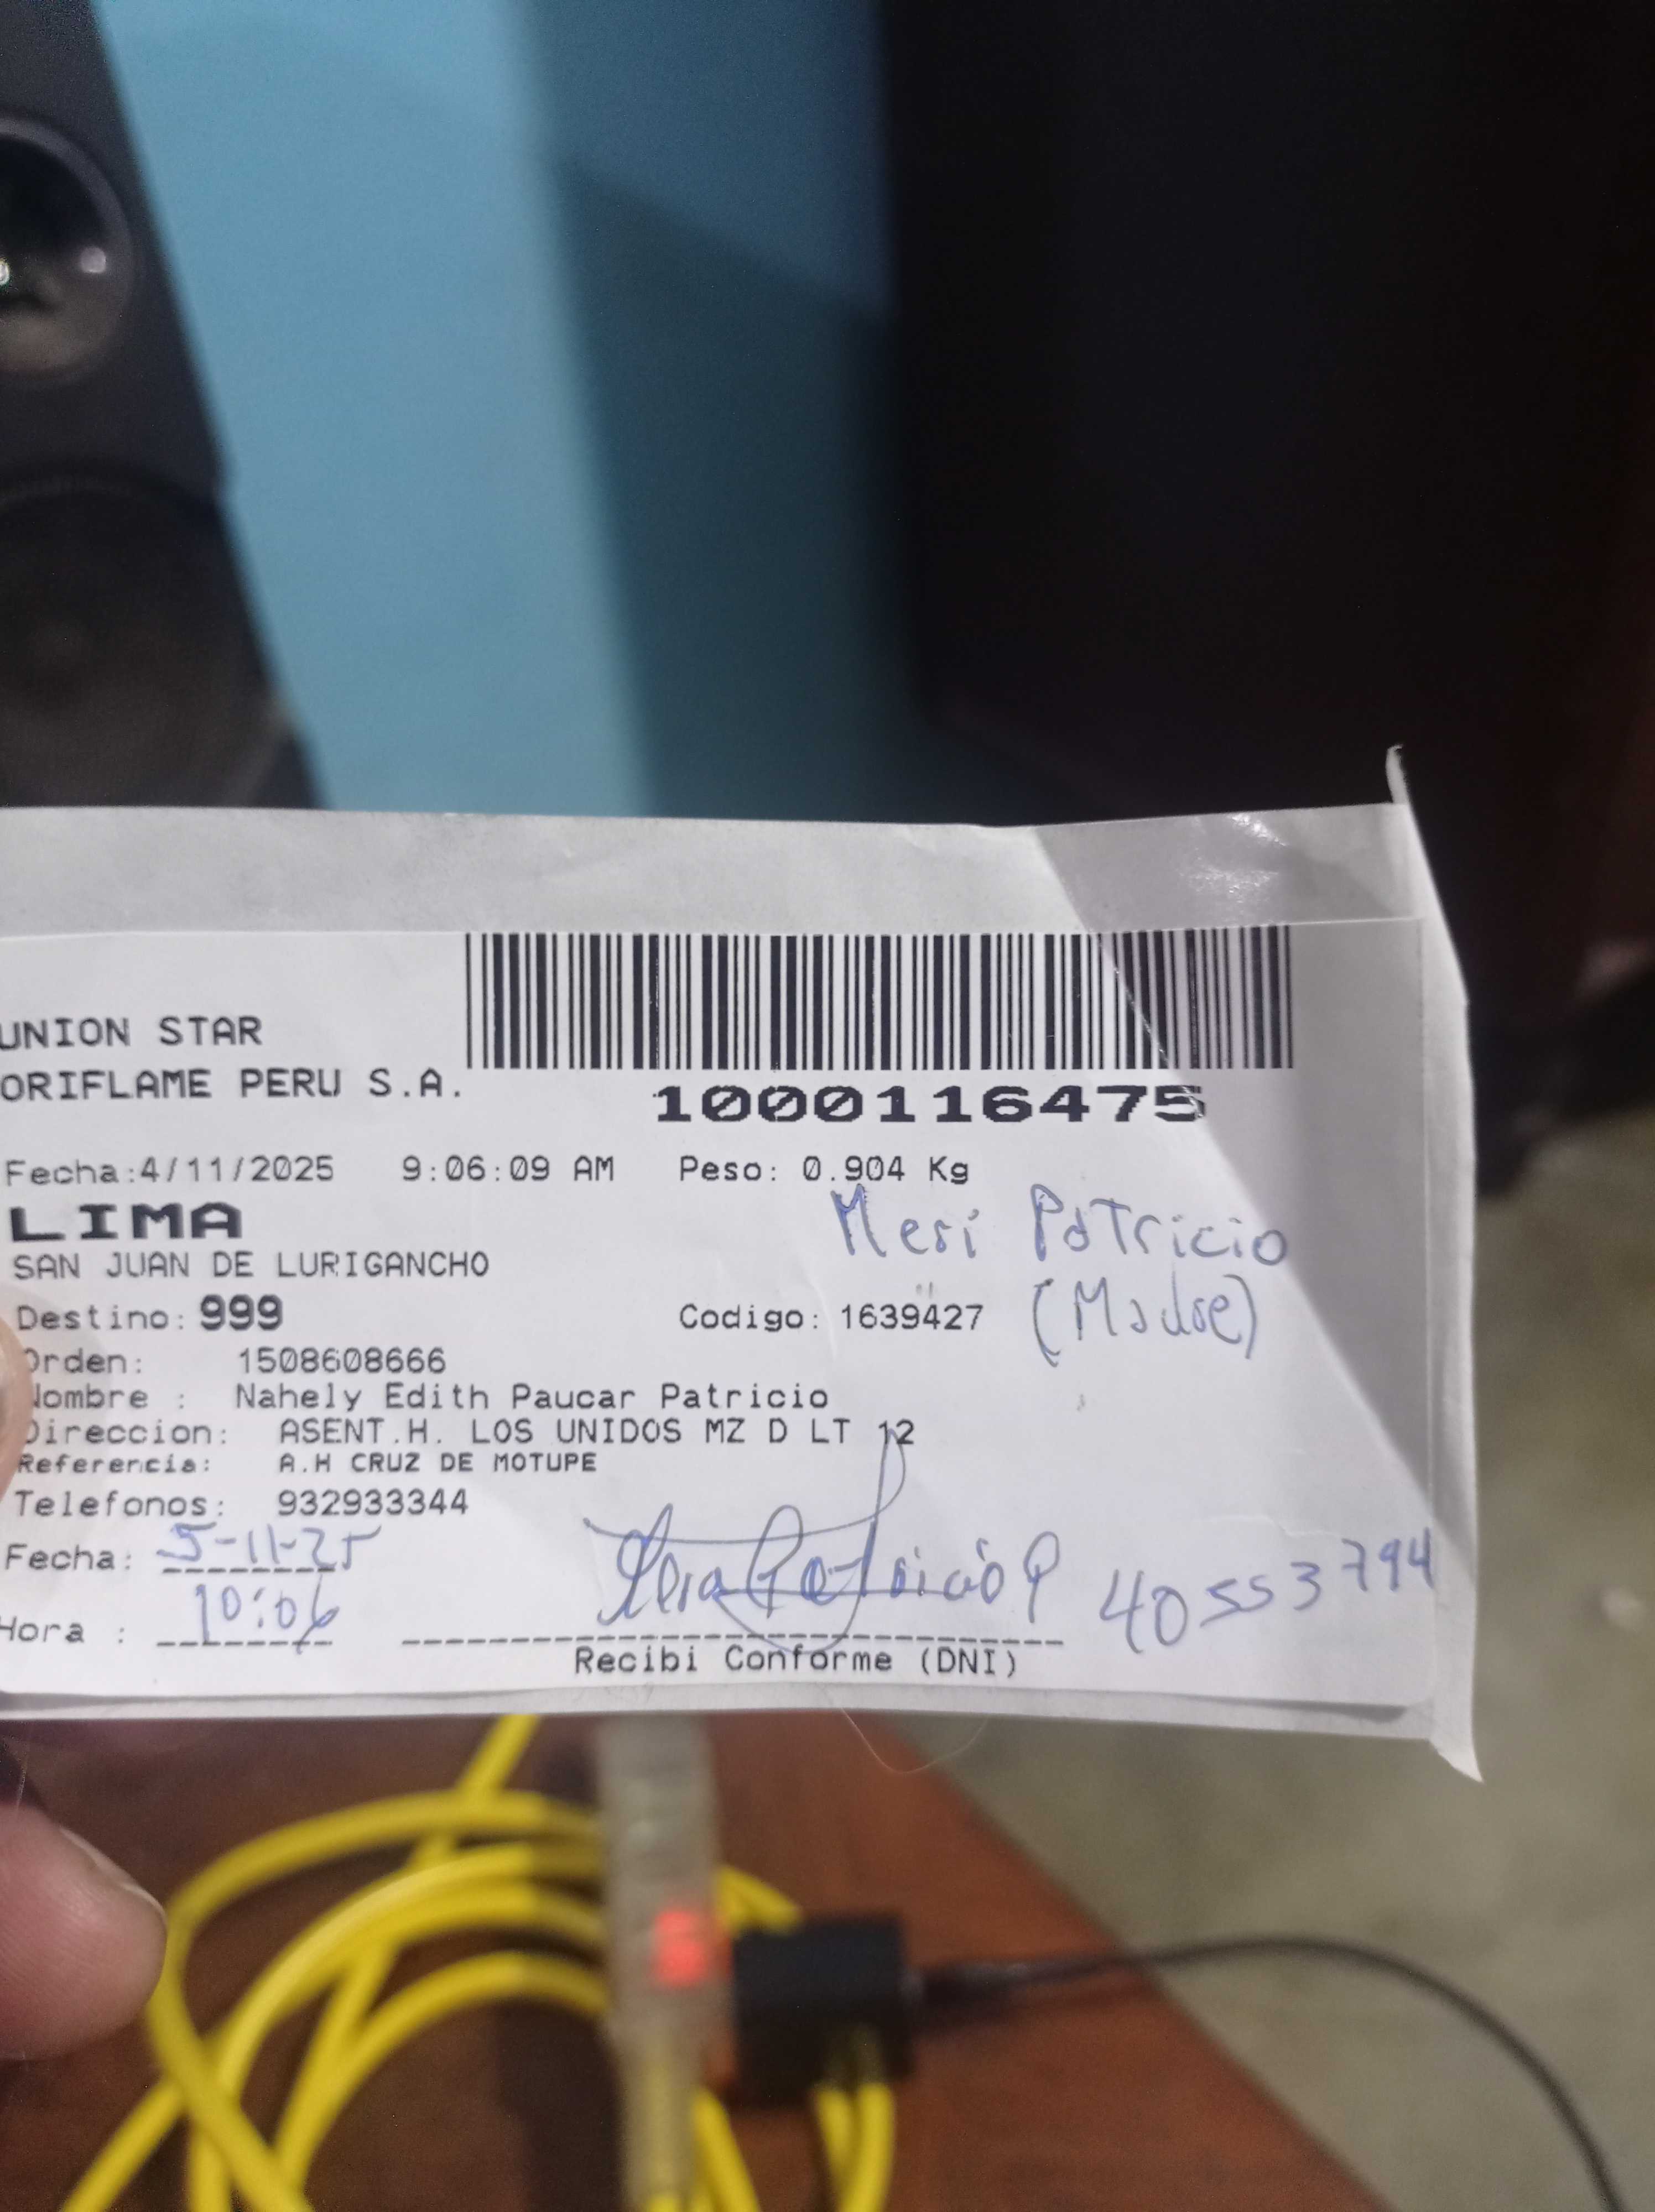 UNION STAR
ORIFLAME PERU S.A.
1000116475
Fecha:4/11/2025 9:06:09 AM Peso: 0.904 Kg
LIMA
Meri Patricio
SAN JUAN DE LURIGANCHO
Destino: 999 Codigo: 1639427 (Madre)
Orden: 1508608666
Nombre : Nahely Edith Paucar Patricio
Direccion: ASENT.H. LOS UNIDOS MZ D LT 12
Referencia: A.H CRUZ DE MOTUPE
Telefonos: 932933344
Fecha: 5-11-25
Patricio P 40553794
Hora : 10:06
Recibi Conforme (DNI)